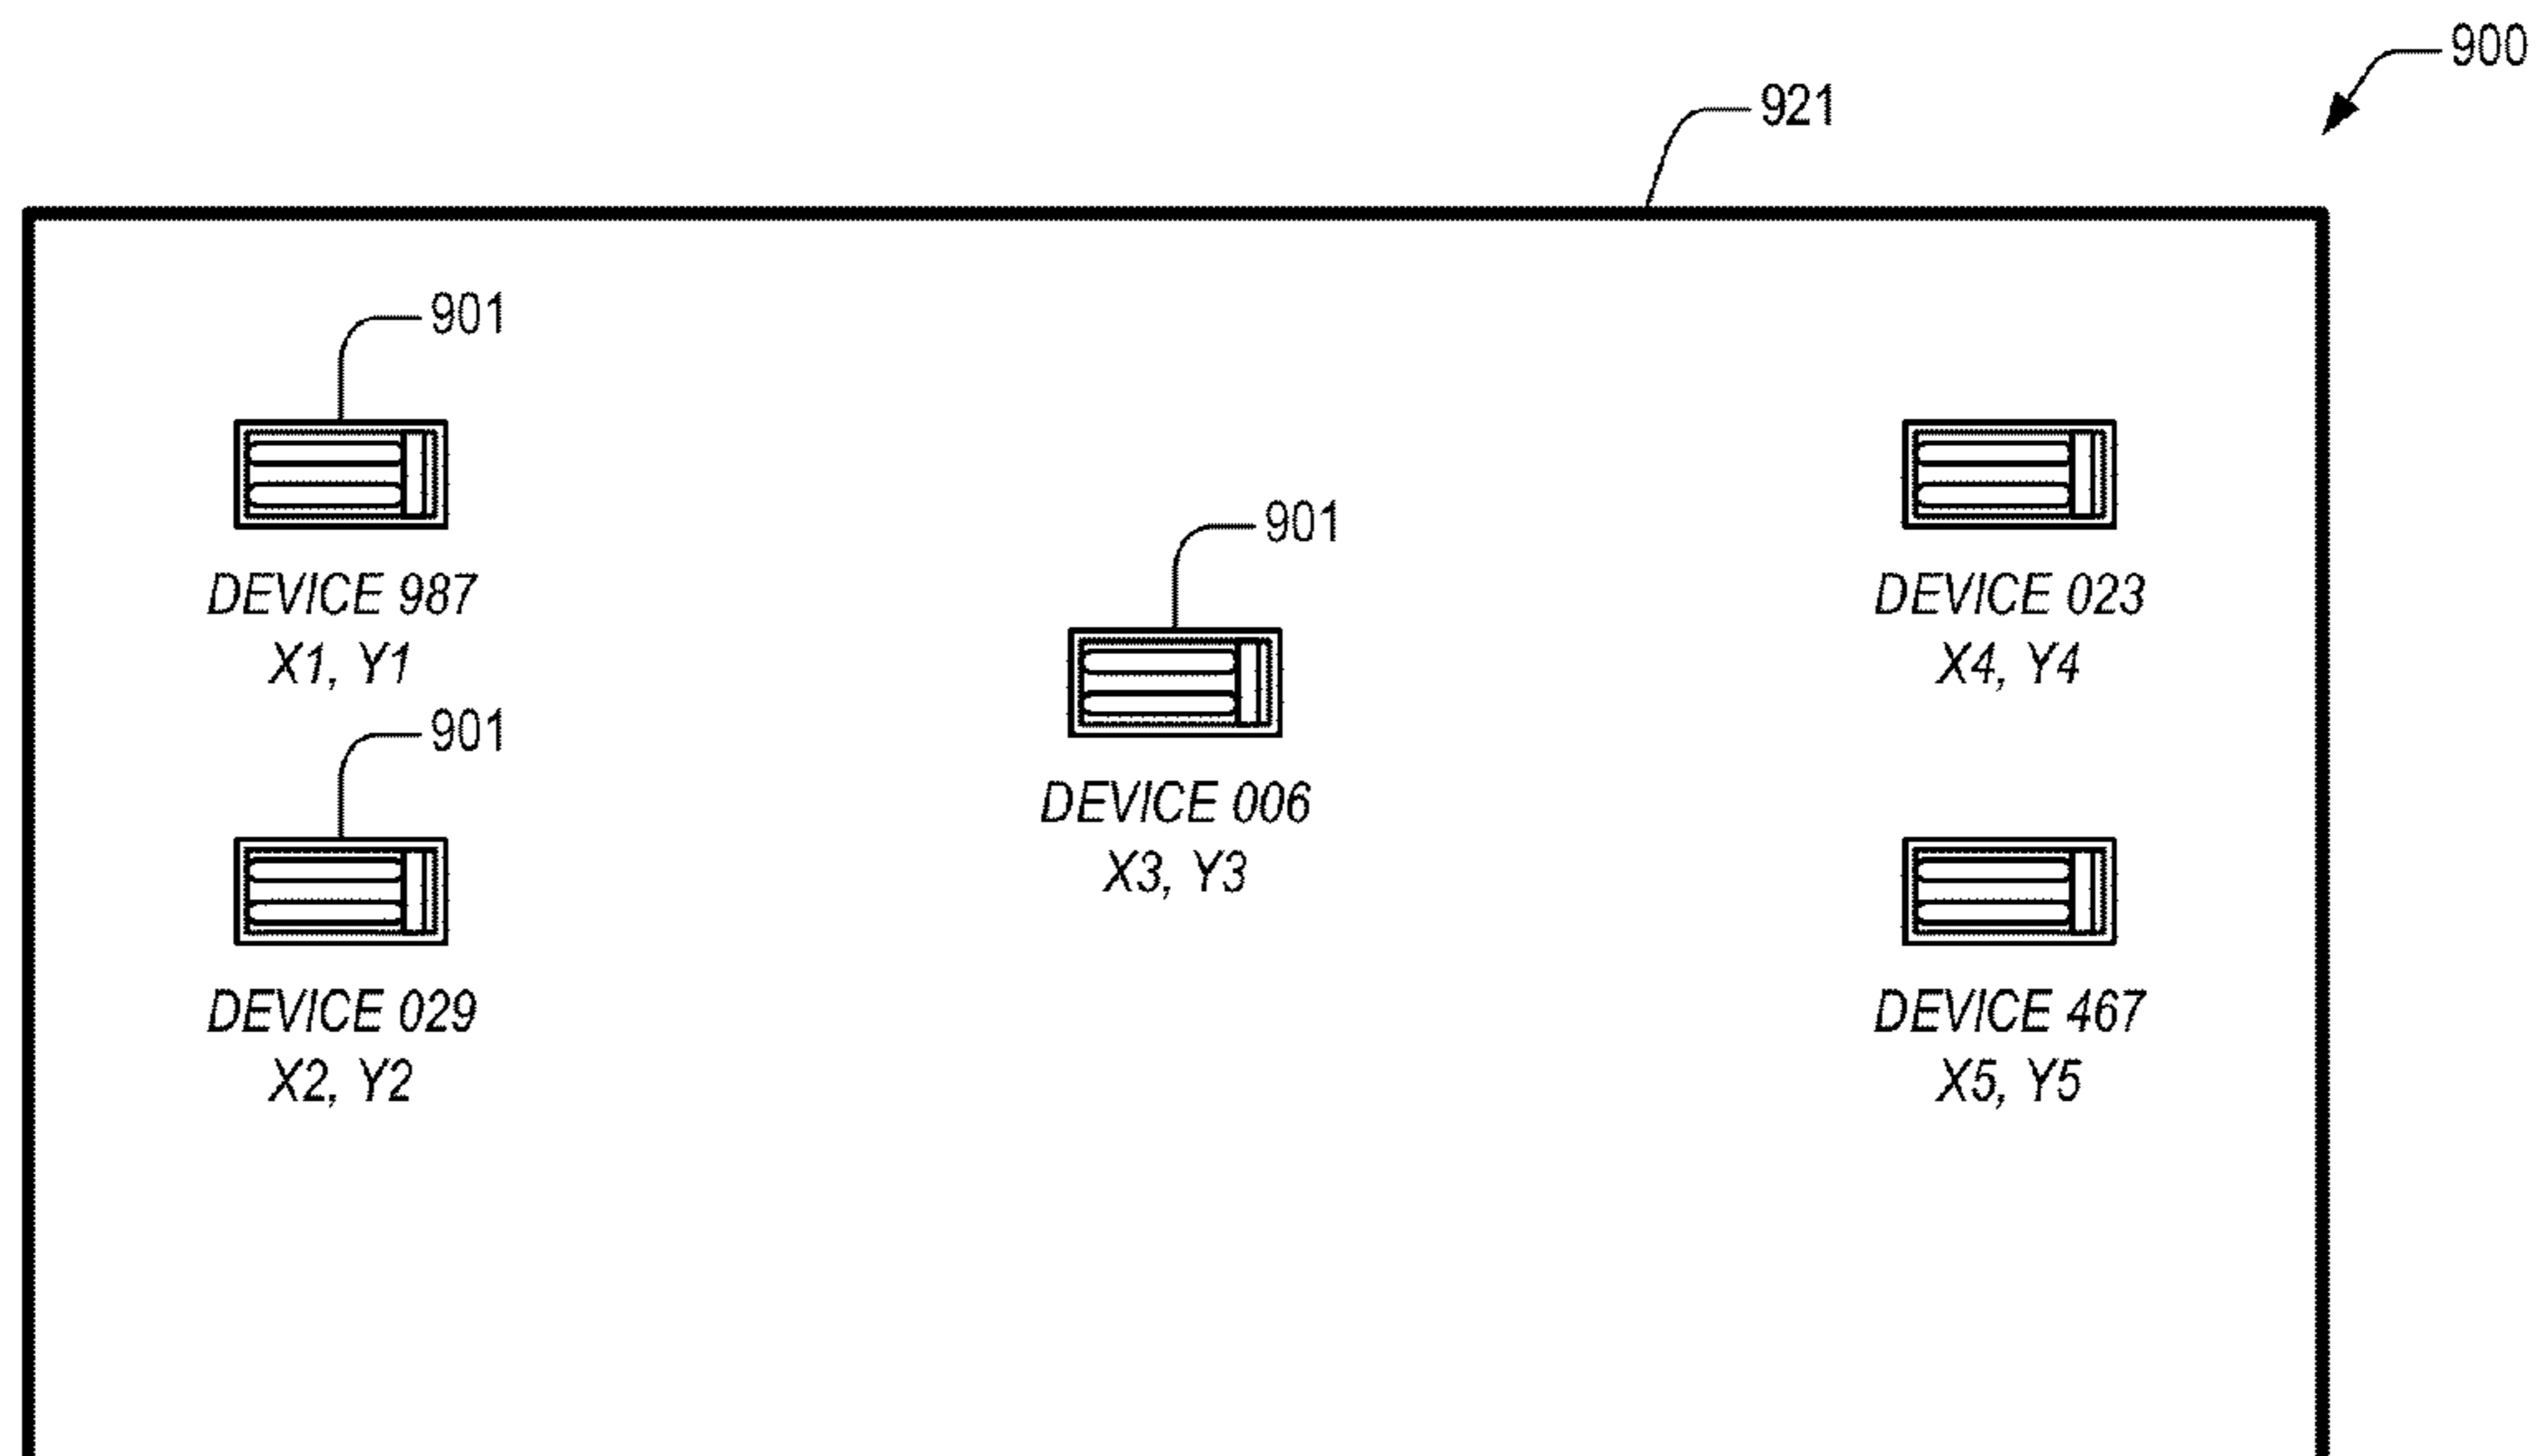 900
921
901
DEVICE 987
X1, Y1
901
DEVICE 006
X3, Y3
DEVICE 023
X4, Y4
901
DEVICE 029
X2, Y2
DEVICE 467
X5, Y5